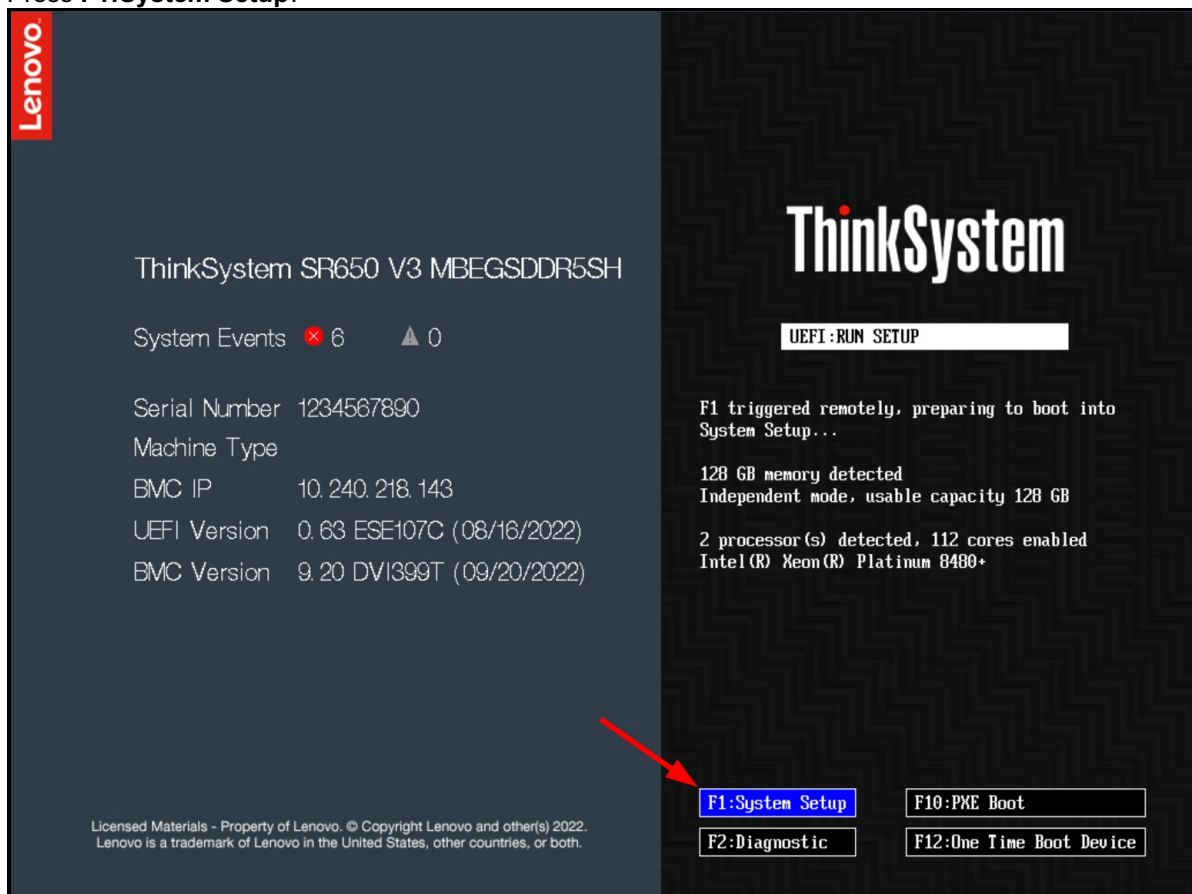 Lenovo
ThinkSystem SR650 V3 MBEGSDDR5SH
System Events 6 0
Serial Number 1234567890
Machine Type
BMC IP 10.240.218.143
UEFI Version 0.63 ESE107C (08/16/2022)
BMC Version 9.20 DVI399T (09/20/2022)
Licensed Materials - Property of Lenovo. © Copyright Lenovo and other(s) 2022.
Lenovo is a trademark of Lenovo in the United States, other countries, or both.
ThinkSystem
UEFI:RUN SETUP
F1 triggered remotely, preparing to boot into
System Setup...
128 GB memory detected
Independent mode, usable capacity 128 GB
2 processor(s) detected, 112 cores enabled
Intel(R) Xeon(R) Platinum 8480+
F1:System Setup
F10:PXE Boot
F2:Diagnostic
F12:One Time Boot Device